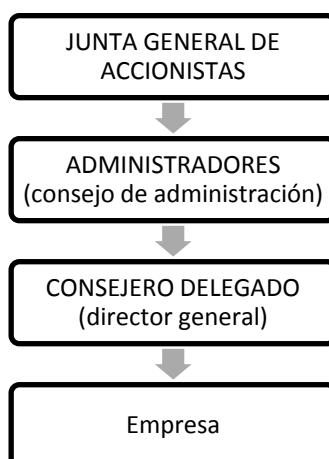 JUNTA GENERAL DE
ACCIONISTAS
ADMINISTRADORES
(consejo de administración)
CONSEJERO DELEGADO
(director general)
Empresa